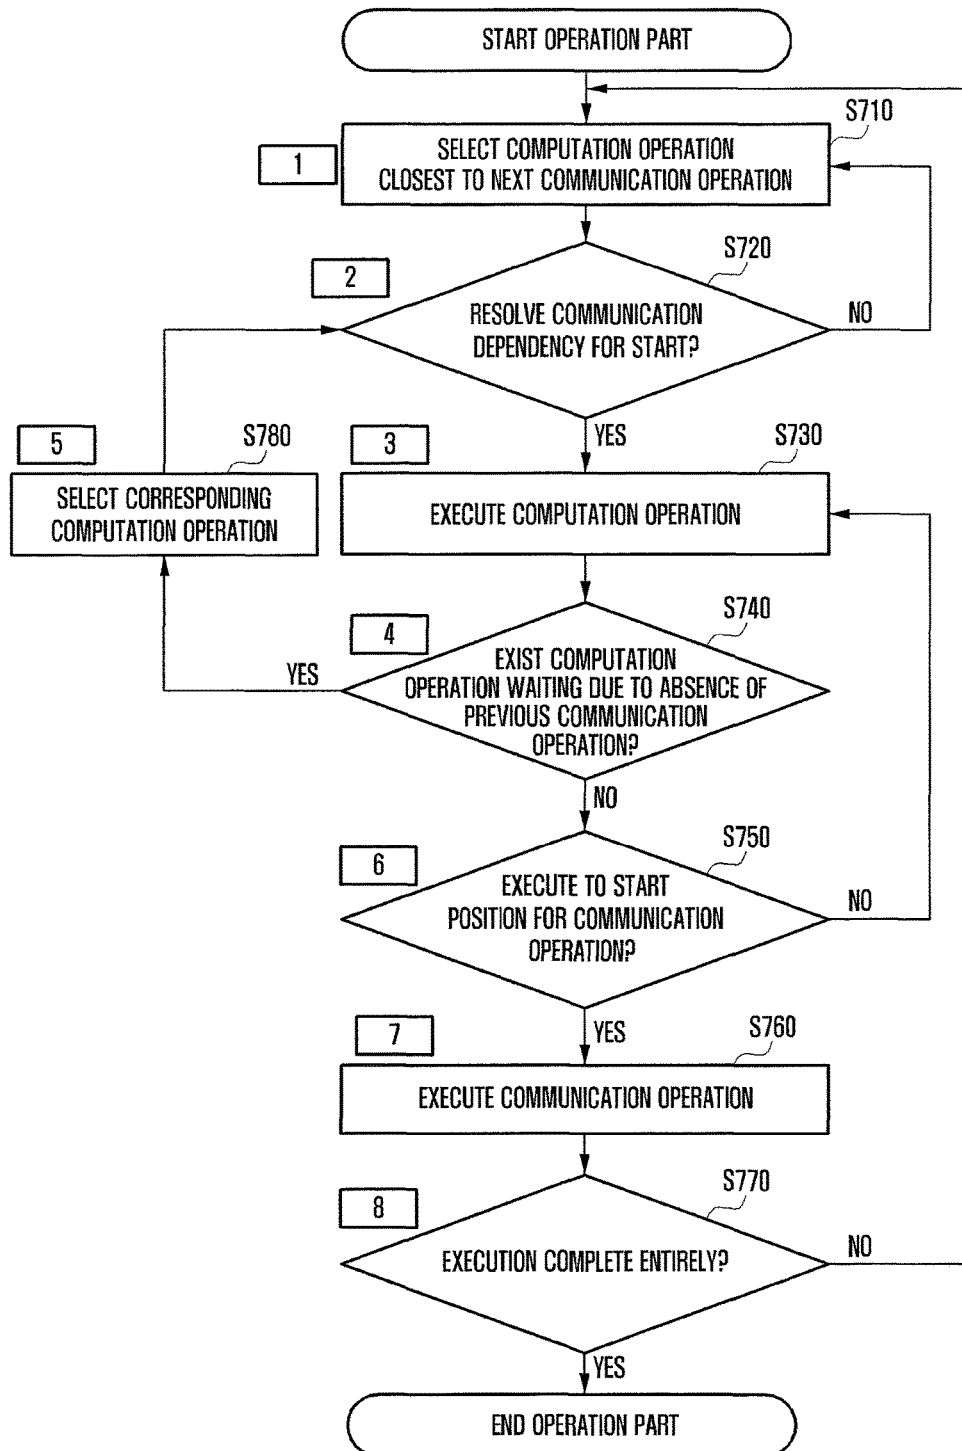 START OPERATION PART
S710
1
SELECT COMPUTATION OPERATION
CLOSEST TO NEXT COMMUNICATION OPERATION
S720
2
RESOLVE COMMUNICATION
DEPENDENCY FOR START?
NO
YES
5
S780
SELECT CORRESPONDING
COMPUTATION OPERATION
3
S730
EXECUTE COMPUTATION OPERATION
S740
4
EXIST COMPUTATION
OPERATION WAITING DUE TO ABSENCE OF
PREVIOUS COMMUNICATION
OPERATION?
YES
NO
S750
6
EXECUTE TO START
POSITION FOR COMMUNICATION
OPERATION?
NO
YES
7
S760
EXECUTE COMMUNICATION OPERATION
S770
8
EXECUTION COMPLETE ENTIRELY?
NO
YES
END OPERATION PART